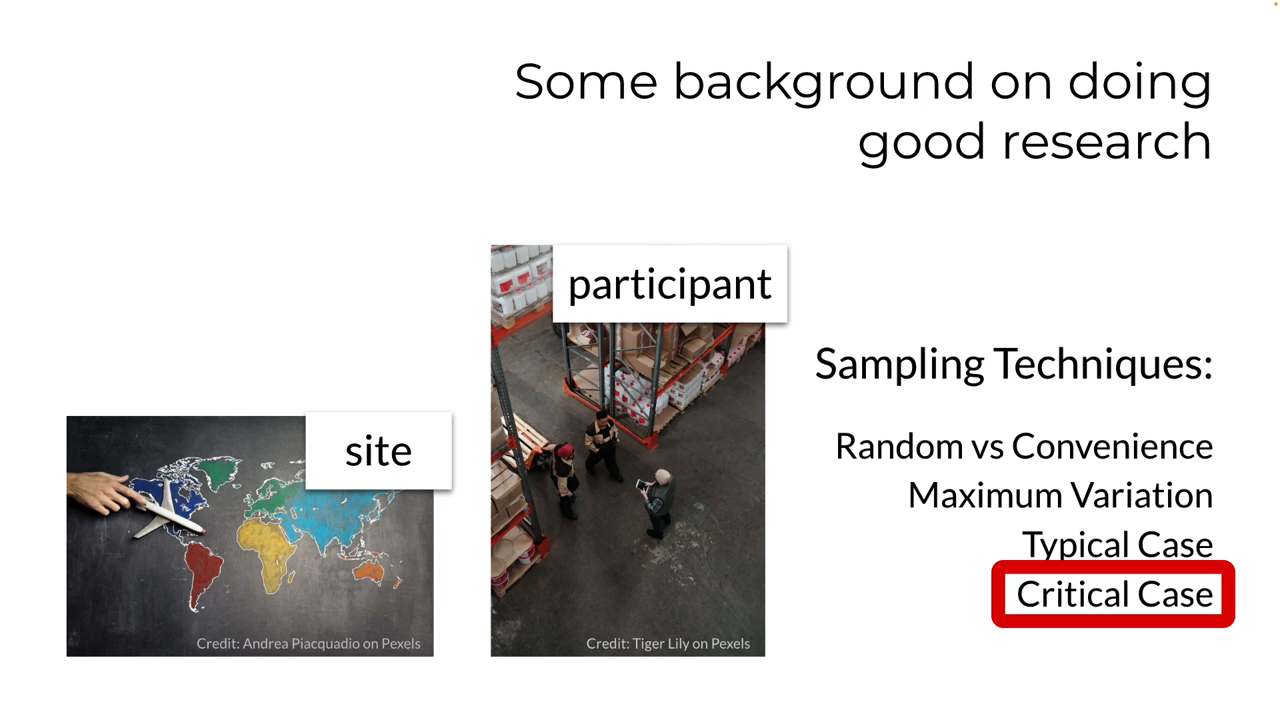 Some background on doing
good research
participant
Sampling Techniques:
site
Random vs Convenience
Maximum Variation
Typical Case
Critical Case
Credit: Andrea Piacquadio on Pexels
Credit: Tiger Lily on Pexels